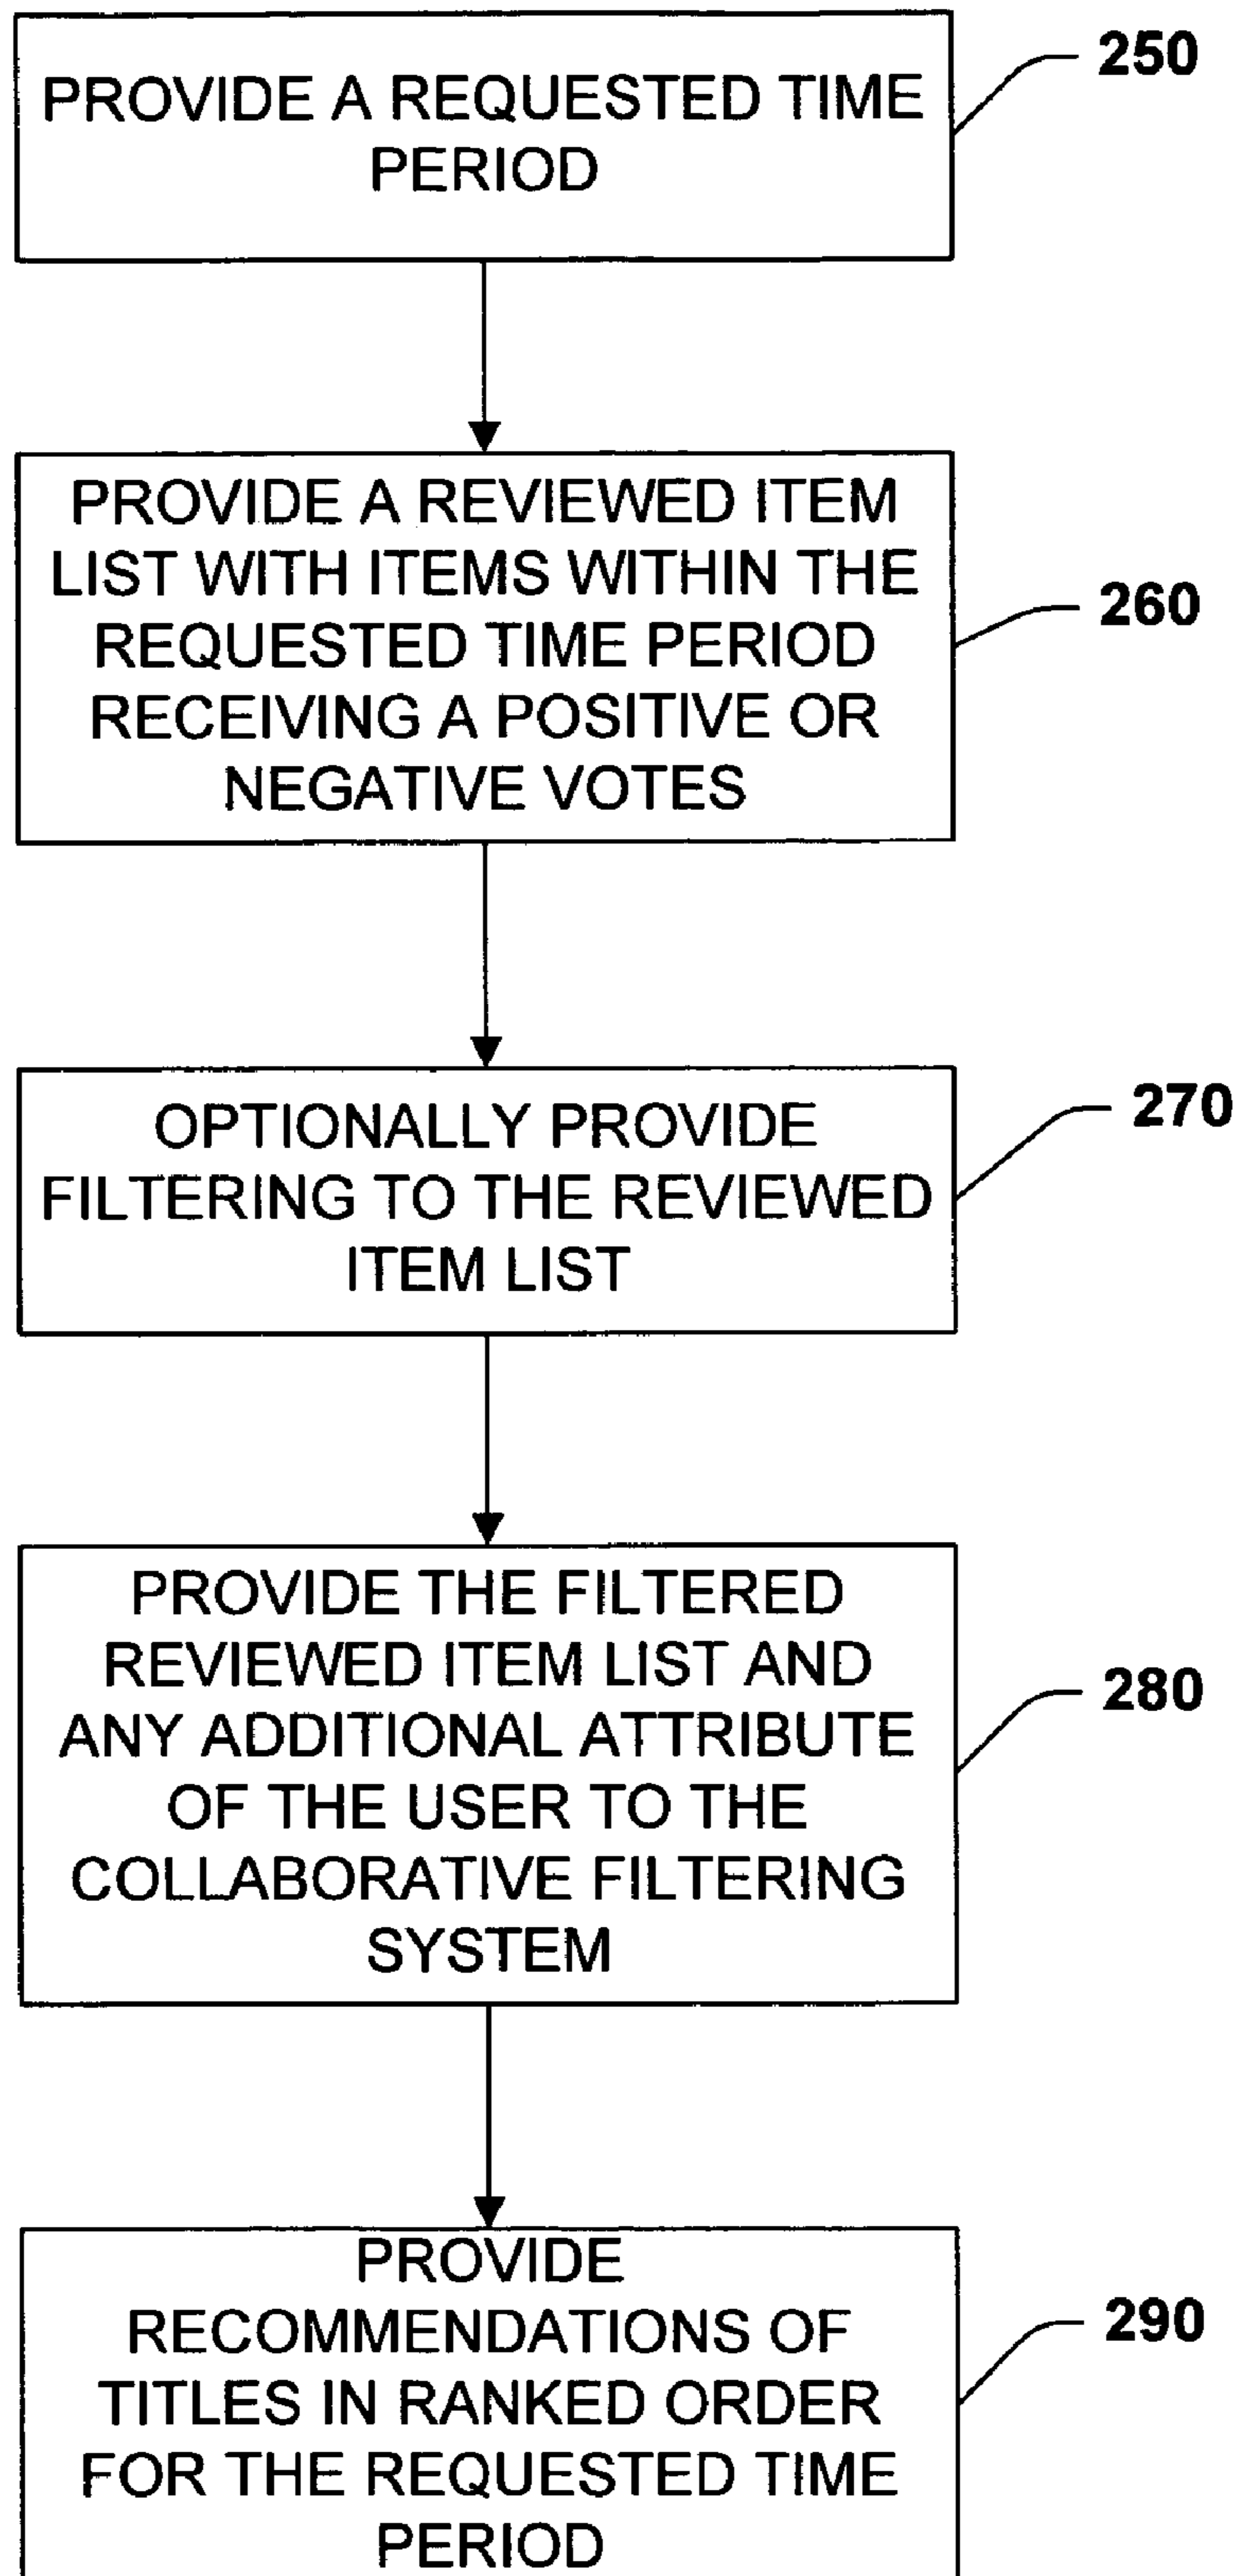 PROVIDE A REQUESTED TIME
PERIOD
250
PROVIDE A REVIEWED ITEM
LIST WITH ITEMS WITHIN THE
REQUESTED TIME PERIOD
RECEIVING A POSITIVE OR
NEGATIVE VOTES
260
OPTIONALLY PROVIDE
FILTERING TO THE REVIEWED
ITEM LIST
270
PROVIDE THE FILTERED
REVIEWED ITEM LIST AND
ANY ADDITIONAL ATTRIBUTE
OF THE USER TO THE
COLLABORATIVE FILTERING
SYSTEM
280
PROVIDE
RECOMMENDATIONS OF
TITLES IN RANKED ORDER
FOR THE REQUESTED TIME
PERIOD
290